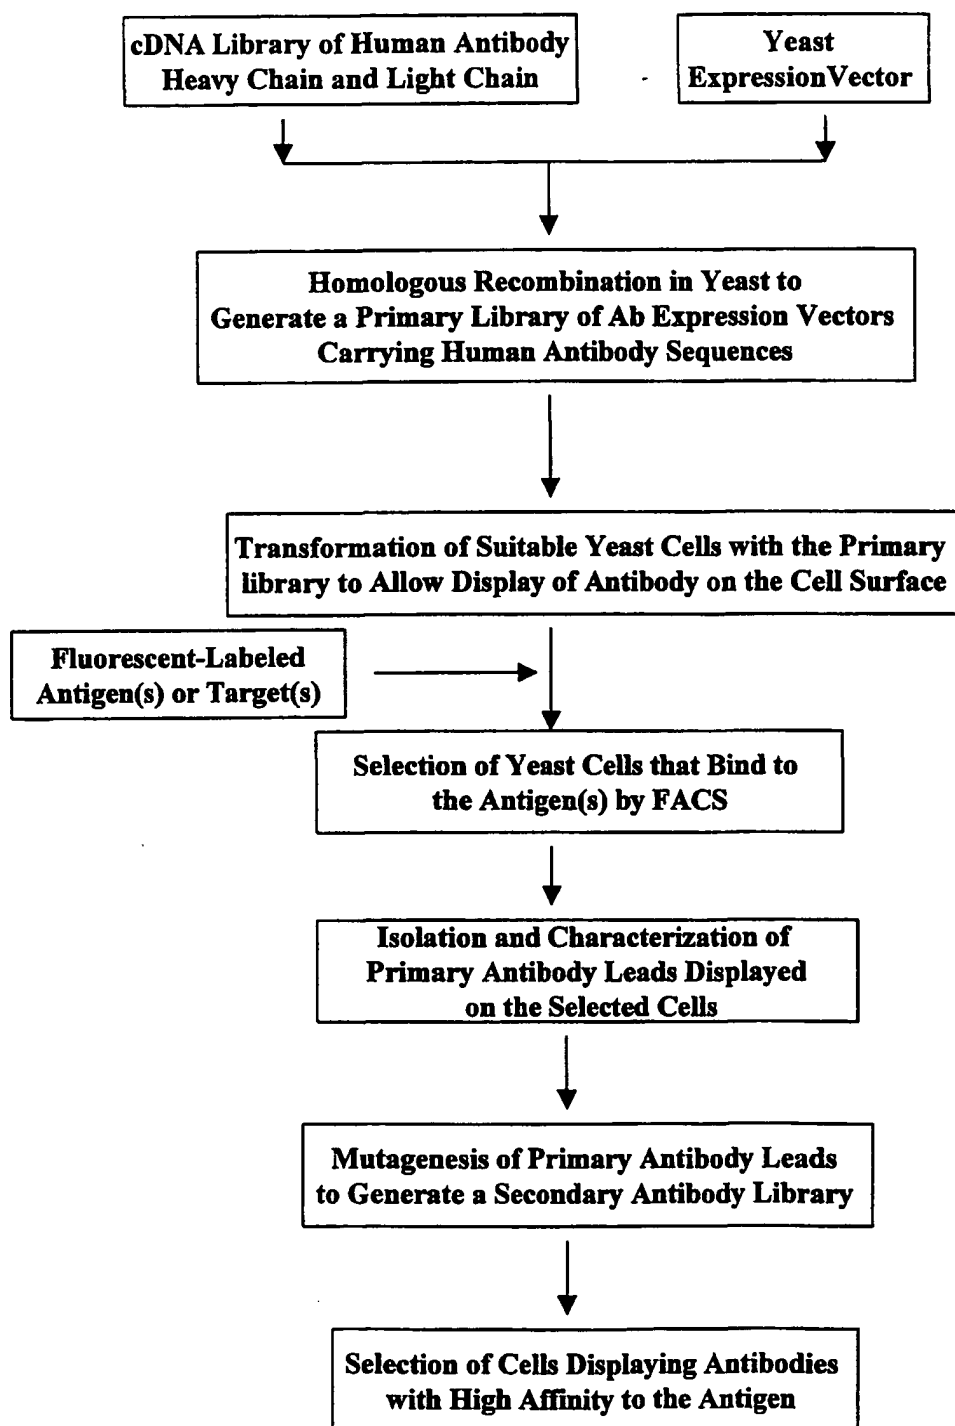 cDNA Library of Human Antibody
Heavy Chain and Light Chain
Yeast
ExpressionVector
Homologous Recombination in Yeast to
Generate a Primary Library of Ab Expression Vectors
Carrying Human Antibody Sequences
Transformation of Suitable Yeast Cells with the Primary
library to Allow Display of Antibody on the Cell Surface
Fluorescent-Labeled
Antigen(s) or Target(s)
Selection of Yeast Cells that Bind to
the Antigen(s) by FACS
Isolation and Characterization of
Primary Antibody Leads Displayed
on the Selected Cells
Mutagenesis of Primary Antibody Leads
to Generate a Secondary Antibody Library
Selection of Cells Displaying Antibodies
with High Affinity to the Antigen